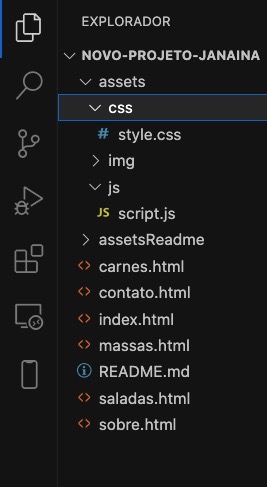 EXPLORADOR
NOVO-PROJETO-JANAINA
assets
css
# style.css
img
js
JS script.js
assetsReadme
<> carnes.html
<> contato.html
<> index.html
<> massas.html
README.md
<> saladas.html
<> sobre.html